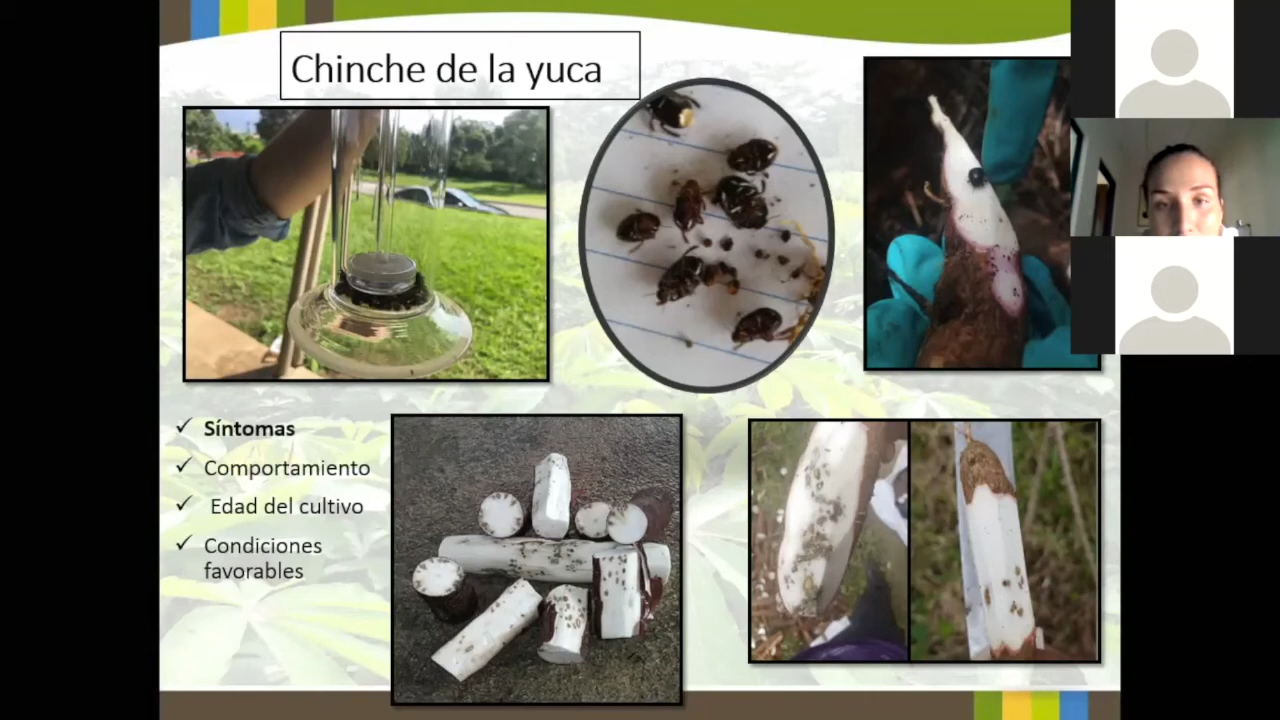 Chinche de la yuca
Síntomas
Comportamiento
Edad del cultivo
Condiciones
favorables